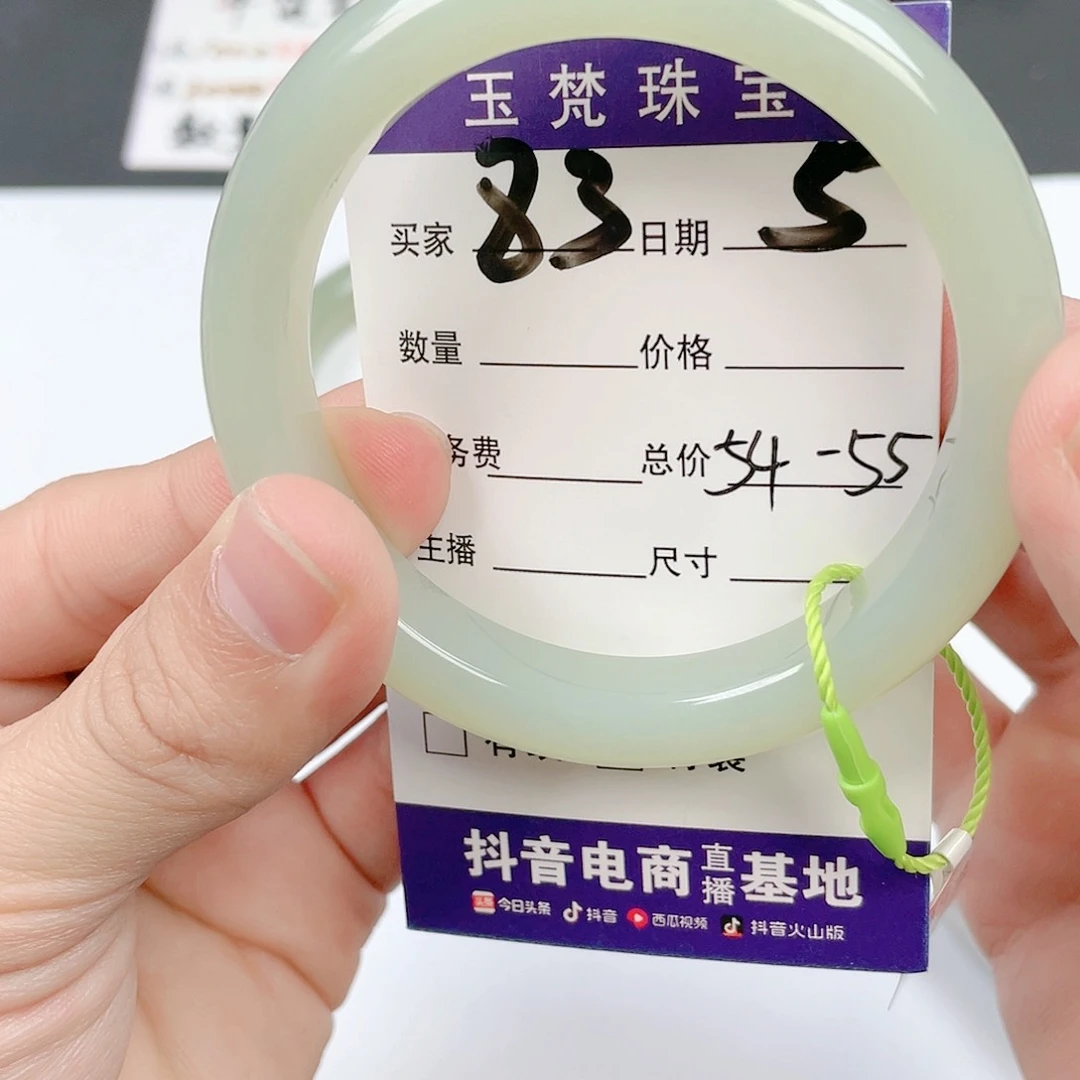 玉梵珠宝
买家 83 日期 5
数量 价格
务费 总价 54-55
主播 尺寸
抖音电商直播基地
头条 今日头条 抖音 西瓜视频 抖音火山版